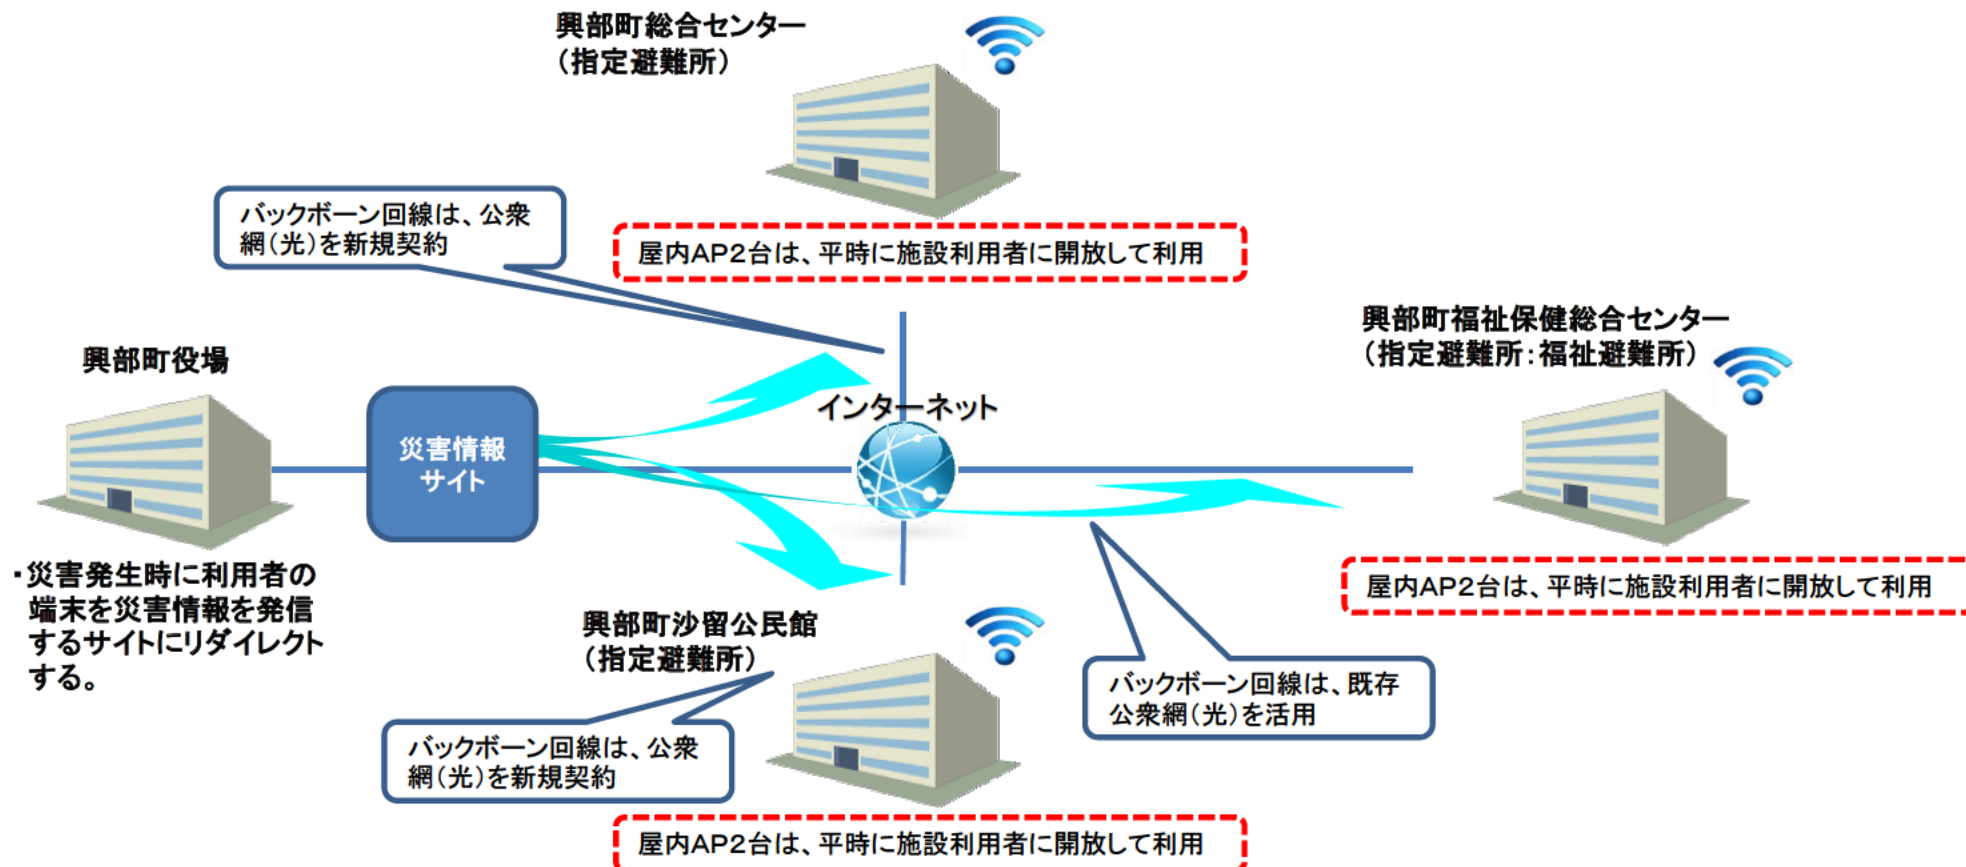 興部町総合センター
（指定避難所）
屋内AP2台は、平時に施設利用者に開放して利用
バックボーン回線は、公衆
網（光）を新規契約
興部町役場
災害情報
サイト
インターネット
興部町福祉保健総合センター
（指定避難所：福祉避難所）
屋内AP2台は、平時に施設利用者に開放して利用
・災害発生時に利用者の
端末を災害情報を発信
するサイトにリダイレクト
する。
興部町沙留公民館
（指定避難所）
バックボーン回線は、既存
公衆網（光）を活用
バックボーン回線は、公衆
網（光）を新規契約
屋内AP2台は、平時に施設利用者に開放して利用